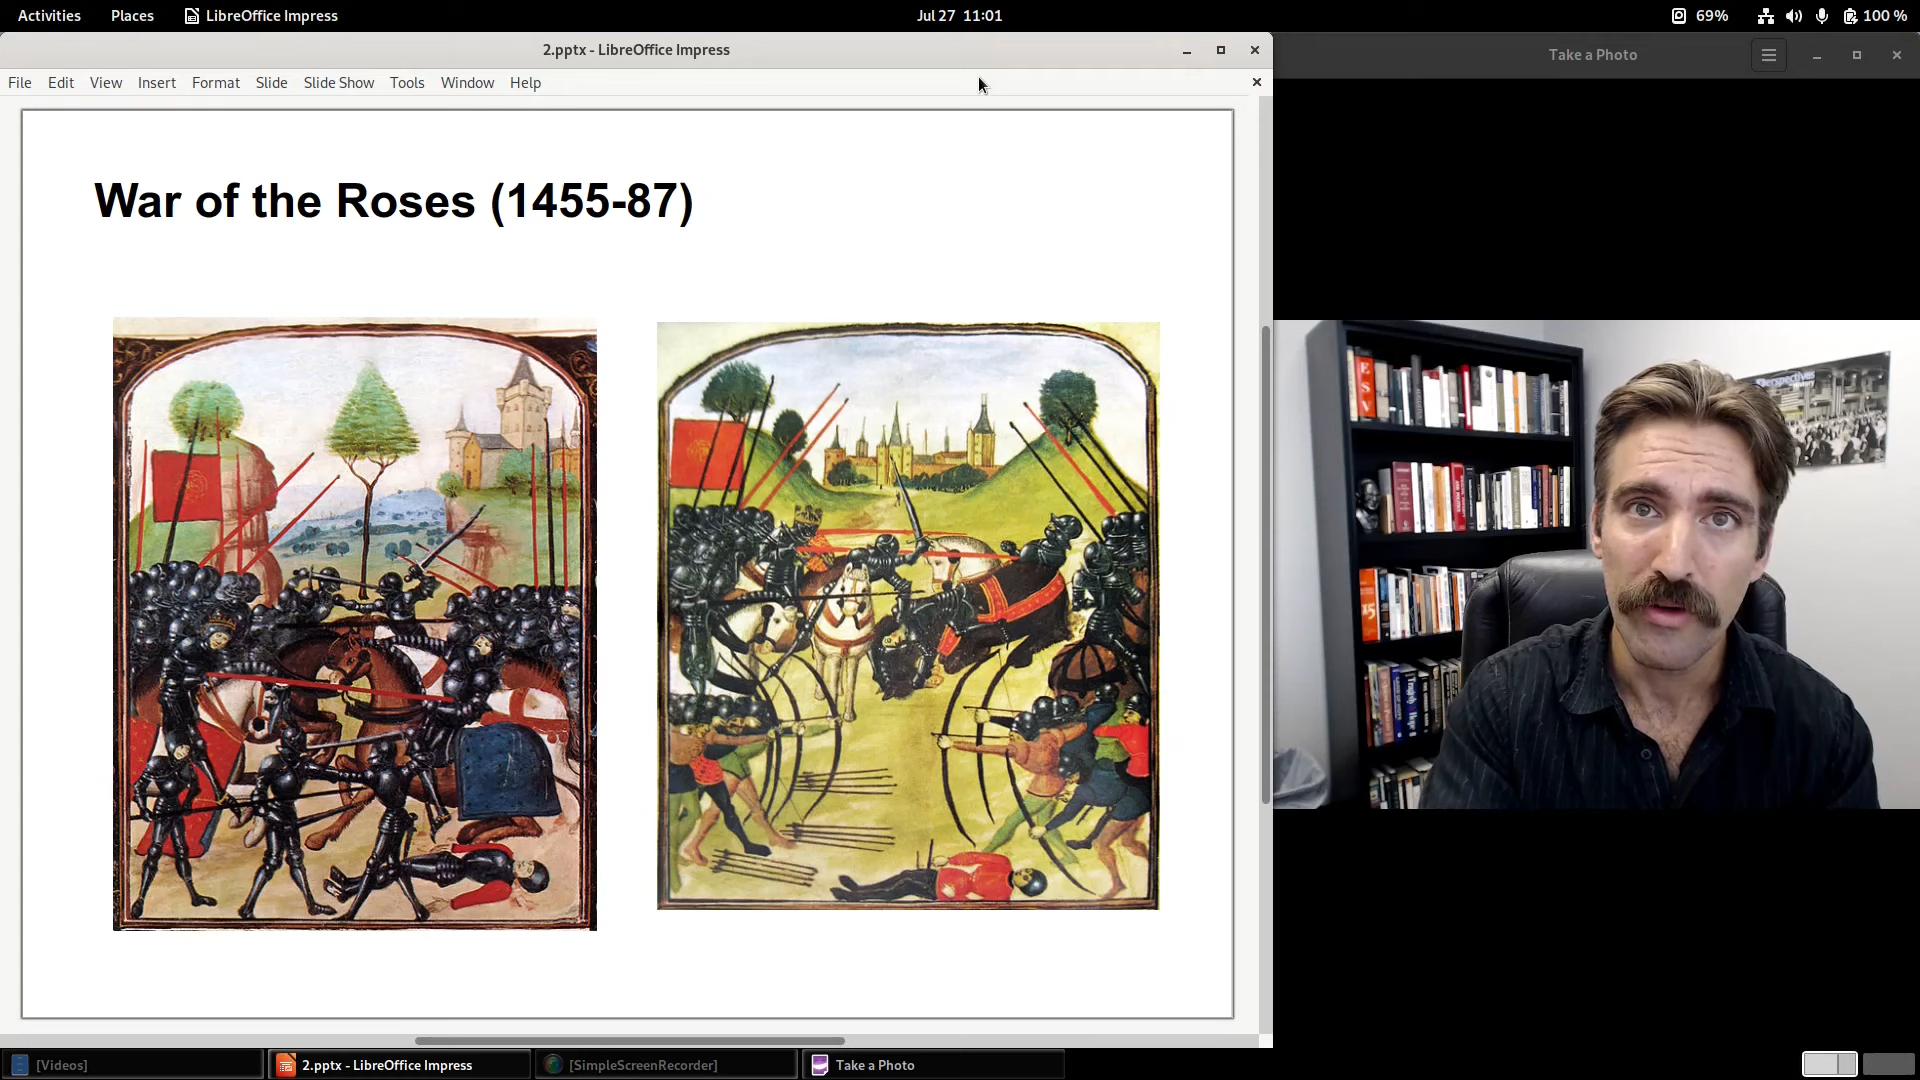 Activities Places LibreOffice Impress Jul 27 11:01 69% 100 %
2.pptx - LibreOffice Impress
Take a Photo
File Edit View Insert Format Slide Slide Show Tools Window Help
War of the Roses (1455-87)
Perspectives
ESV
[Videos] 2.pptx - LibreOffice Impress [SimpleScreenRecorder] Take a Photo